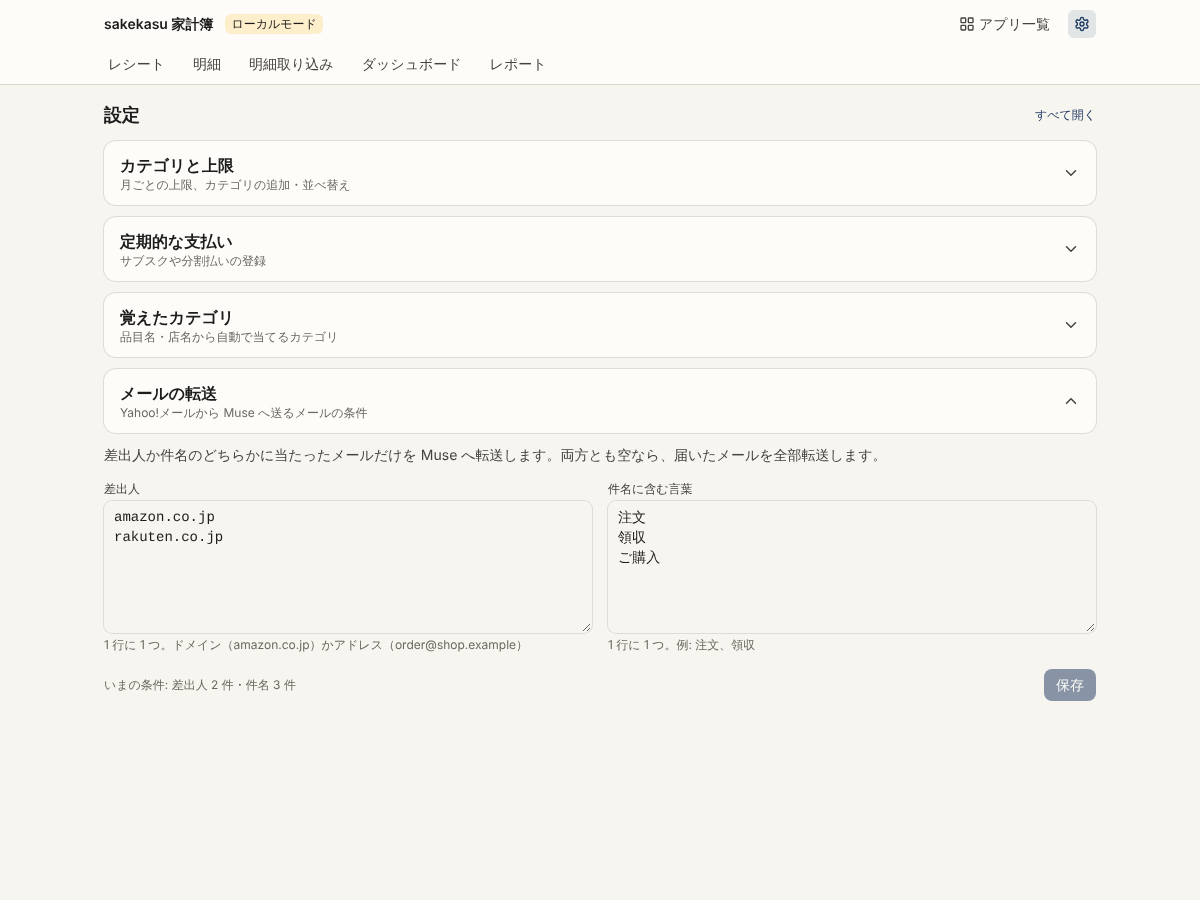 sakekasu 家計簿 ローカルモード アプリ一覧
レシート 明細 明細取り込み ダッシュボード レポート
設定 すべて開く
カテゴリと上限
月ごとの上限、カテゴリの追加・並べ替え
定期的な支払い
サブスクや分割払いの登録
覚えたカテゴリ
品目名・店名から自動で当てるカテゴリ
メールの転送
Yahoo!メールから Muse へ送るメールの条件
差出人か件名のどちらかに当たったメールだけを Muse へ転送します。両方とも空なら、届いたメールを全部転送します。
差出人 件名に含む言葉
amazon.co.jp 注文
rakuten.co.jp 領収
ご購入
1 行に 1 つ。ドメイン（amazon.co.jp）かアドレス（order@shop.example） 1 行に 1 つ。例: 注文、領収
いまの条件: 差出人 2 件・件名 3 件 保存